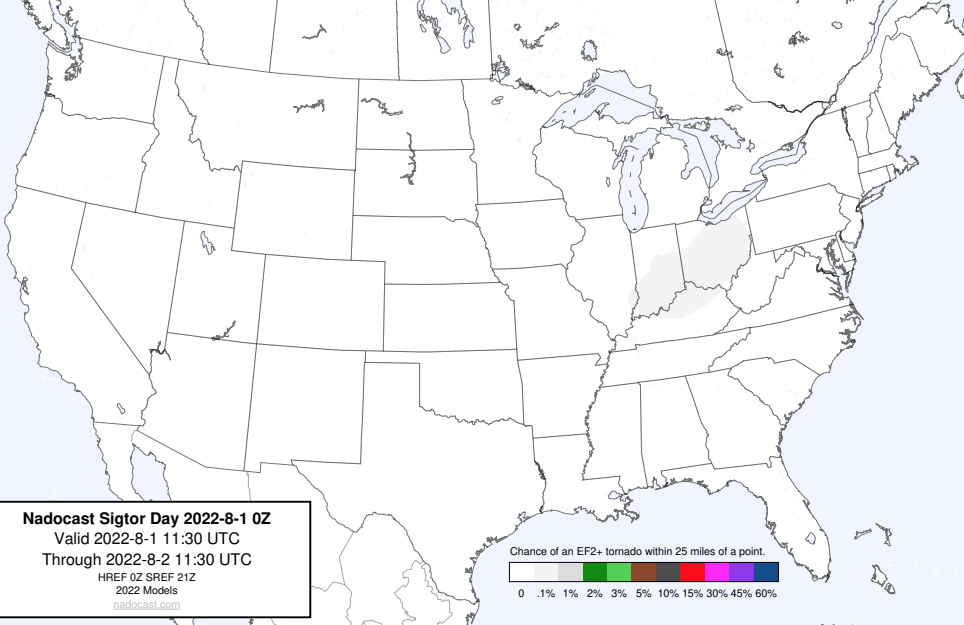 Nadocast Sigtor Day 2022-8-1 0Z
Valid 2022-8-1 11:30 UTC
Through 2022-8-2 11:30 UTC
HREF 0Z SREF 21Z
2022 Models
nadocast.com
Chance of an EF2+ tornado within 25 miles of a point.
0 .1% 1% 2% 3% 5% 10% 15% 30% 45% 60%